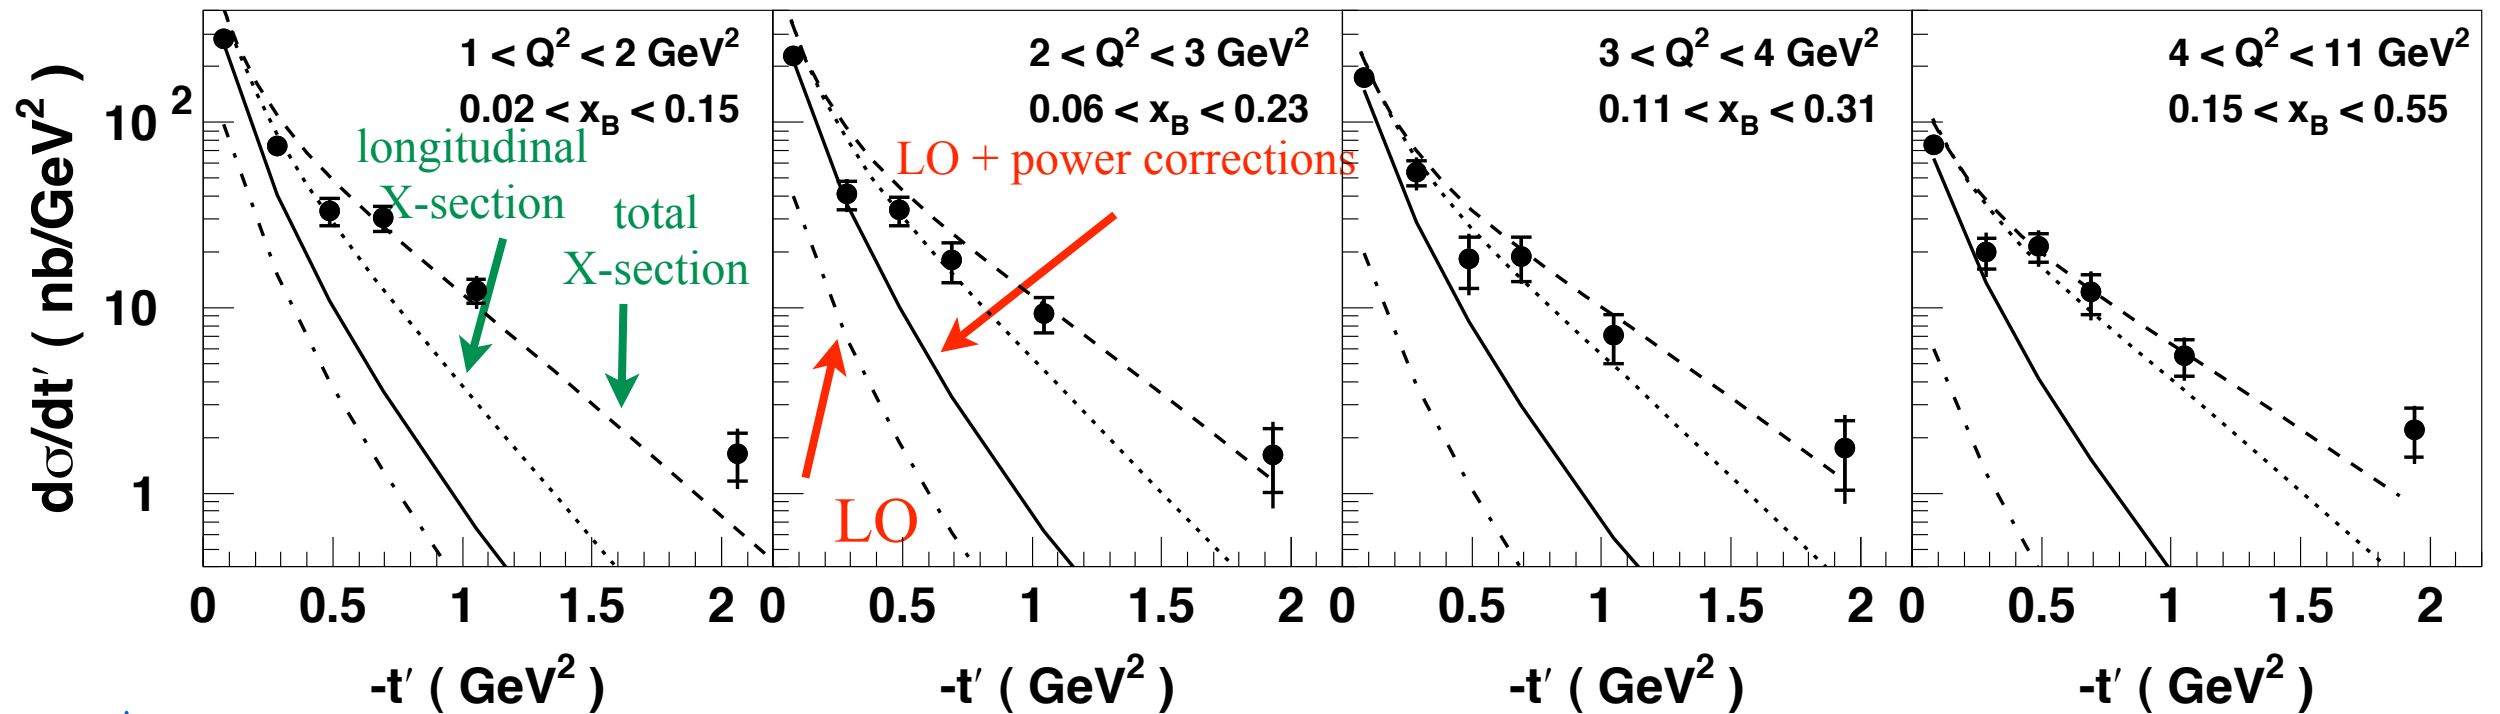 dσ/dt′ ( nb/GeV² )
10²
10
1
1 < Q² < 2 GeV²
0.02 < x_B < 0.15
longitudinal
X-section
total
X-section
2 < Q² < 3 GeV²
0.06 < x_B < 0.23
LO + power corrections
LO
3 < Q² < 4 GeV²
0.11 < x_B < 0.31
4 < Q² < 11 GeV²
0.15 < x_B < 0.55
0 0.5 1 1.5 2 0 0.5 1 1.5 2 0 0.5 1 1.5 2 0 0.5 1 1.5 2
-t′ ( GeV² ) -t′ ( GeV² ) -t′ ( GeV² ) -t′ ( GeV² )